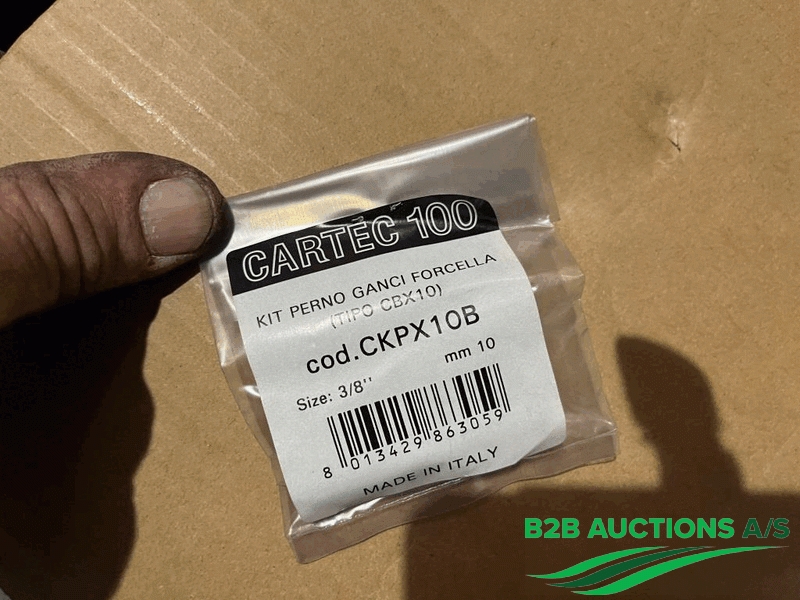 CARTEC 100
KIT PERNO GANCI FORCELLA
(TIPO CBX10)
cod.CKPX10B
Size: 3/8'' mm 10
8 013429 863059
MADE IN ITALY
B2B AUCTIONS A/S